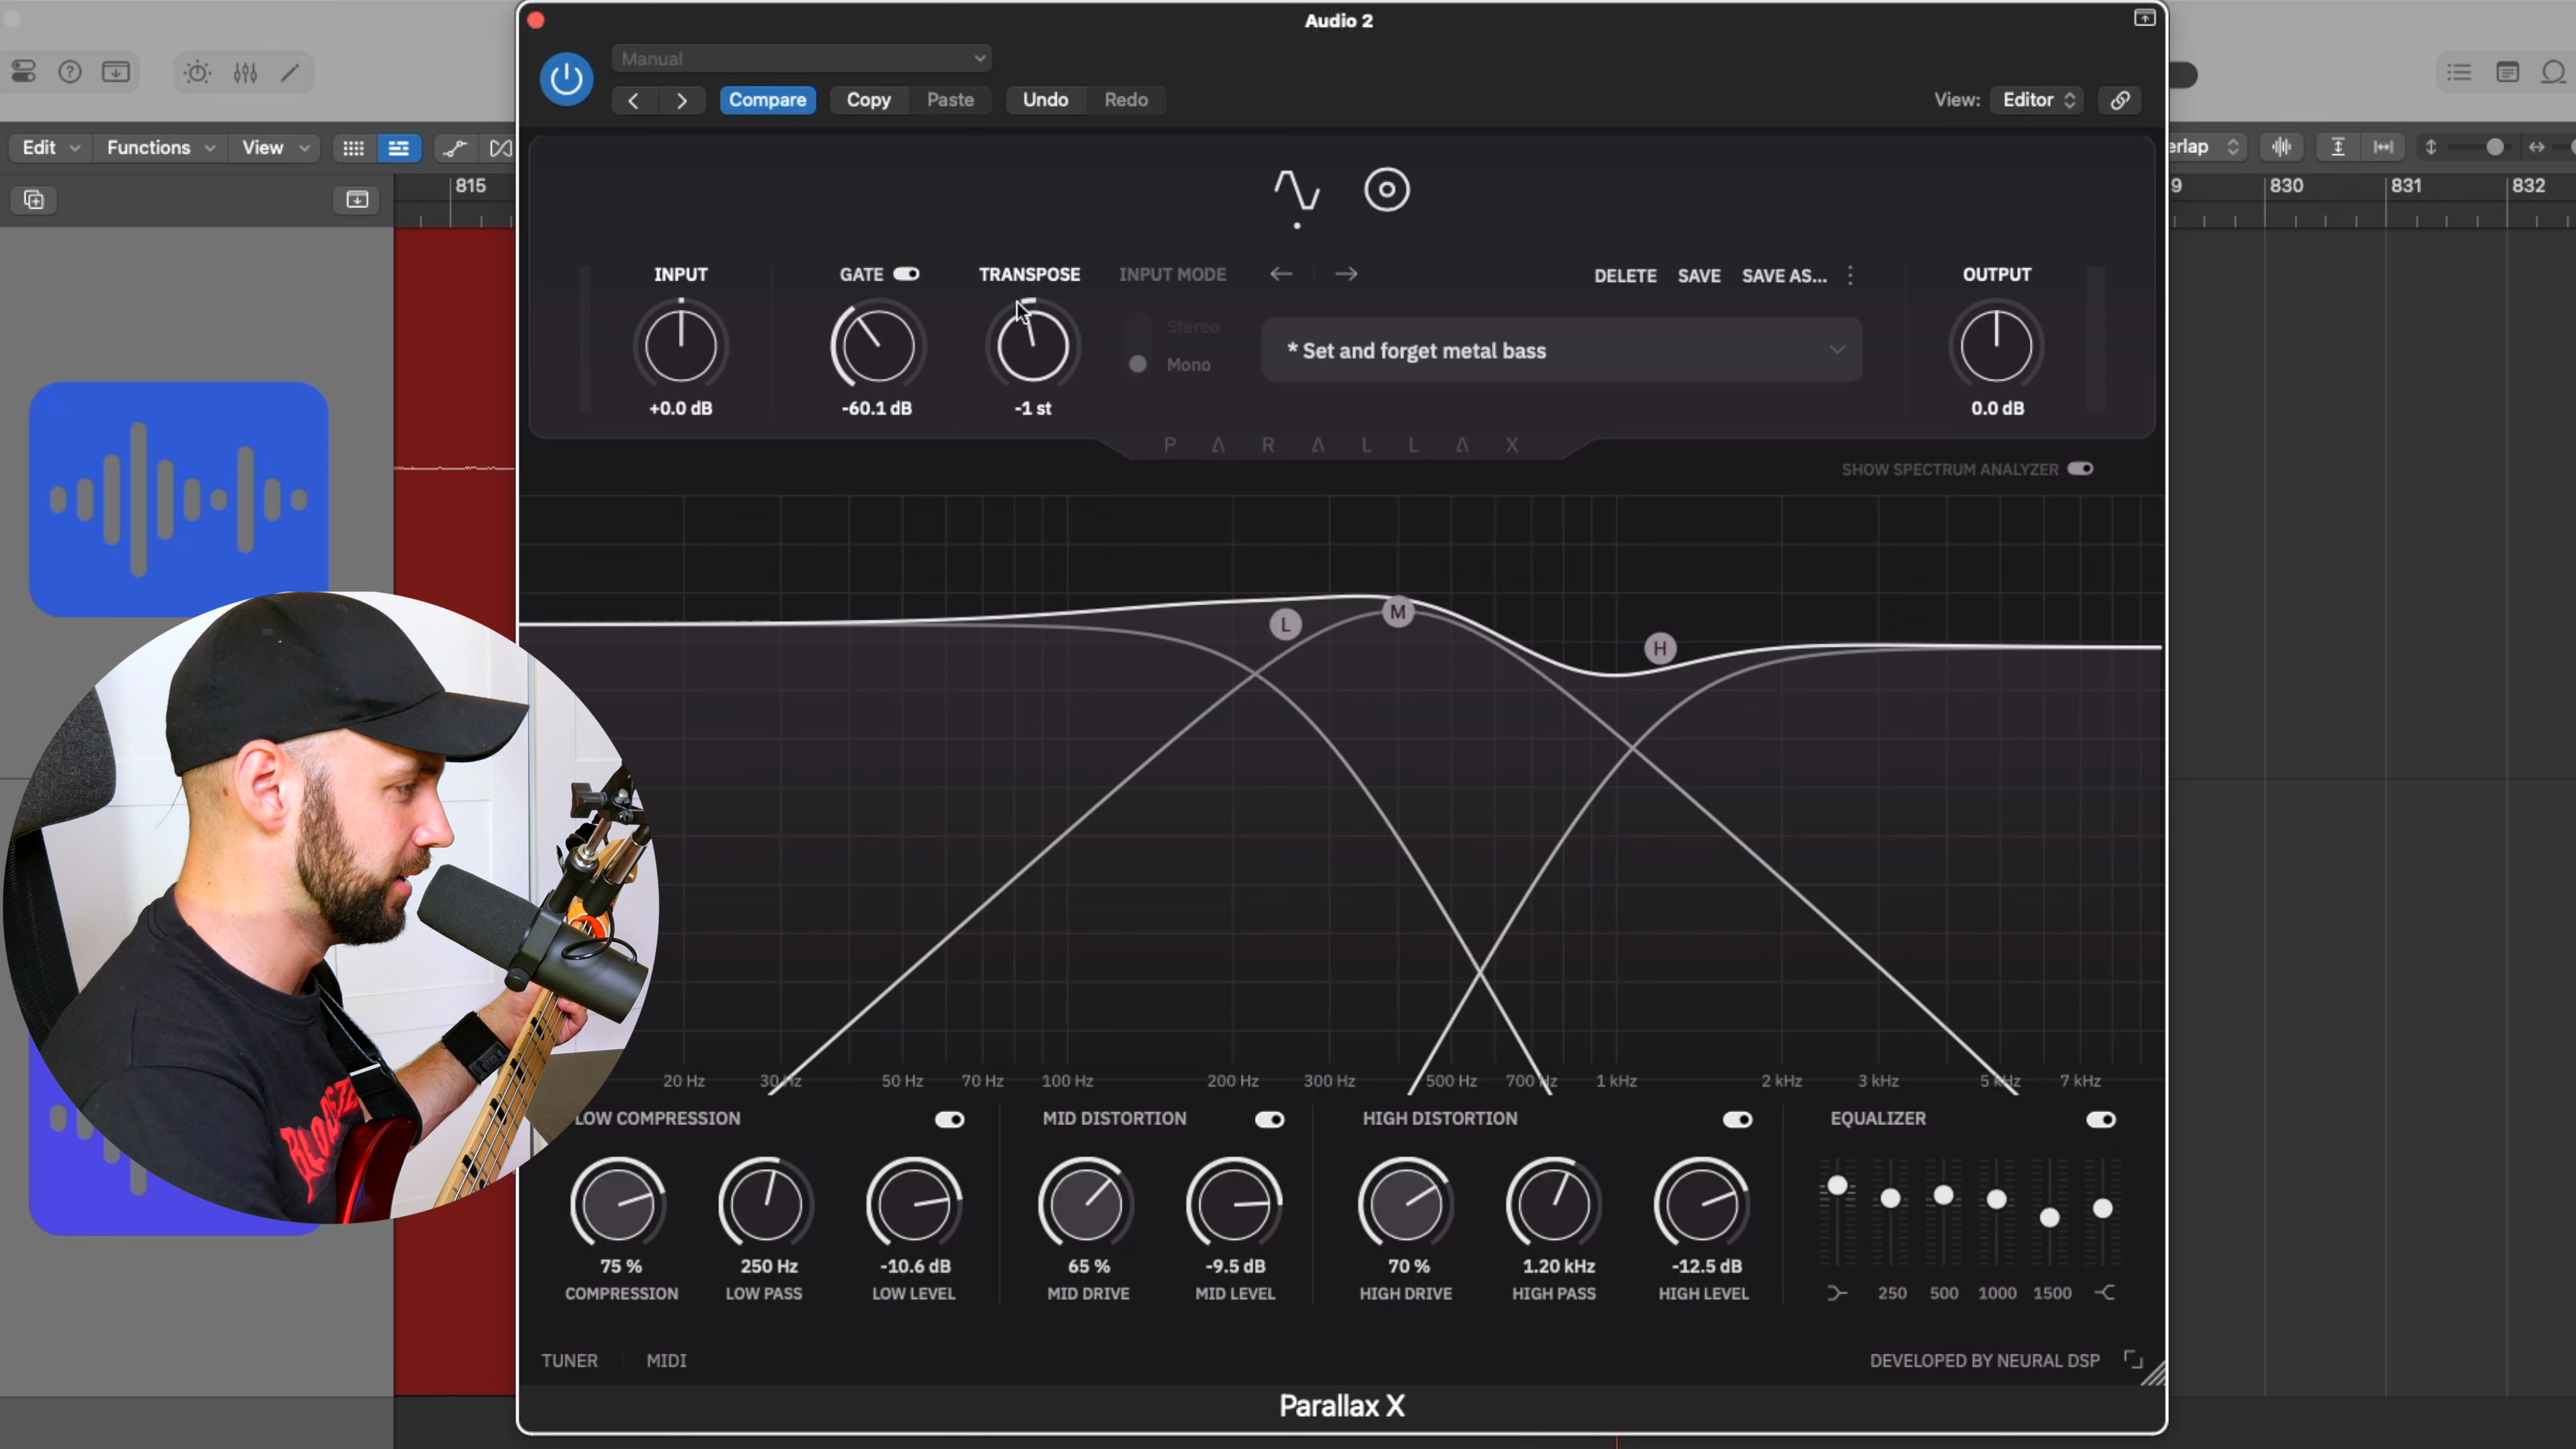 Audio 2
Manual
Compare Copy Paste Undo Redo View: Editor
Edit Functions View erlap
815 9 830 831 832
INPUT GATE TRANSPOSE INPUT MODE DELETE SAVE SAVE AS... OUTPUT
Stereo
* Set and forget metal bass
Mono
+0.0 dB -60.1 dB -1 st 0.0 dB
PARALLAX
SHOW SPECTRUM ANALYZER
L M H
20 Hz 30 Hz 50 Hz 70 Hz 100 Hz 200 Hz 300 Hz 500 Hz 700 Hz 1 kHz 2 kHz 3 kHz 5 kHz 7 kHz
LOW COMPRESSION MID DISTORTION HIGH DISTORTION EQUALIZER
75 % 250 Hz -10.6 dB 65 % -9.5 dB 70 % 1.20 kHz -12.5 dB
COMPRESSION LOW PASS LOW LEVEL MID DRIVE MID LEVEL HIGH DRIVE HIGH PASS HIGH LEVEL 250 500 1000 1500
TUNER MIDI DEVELOPED BY NEURAL DSP
Parallax X